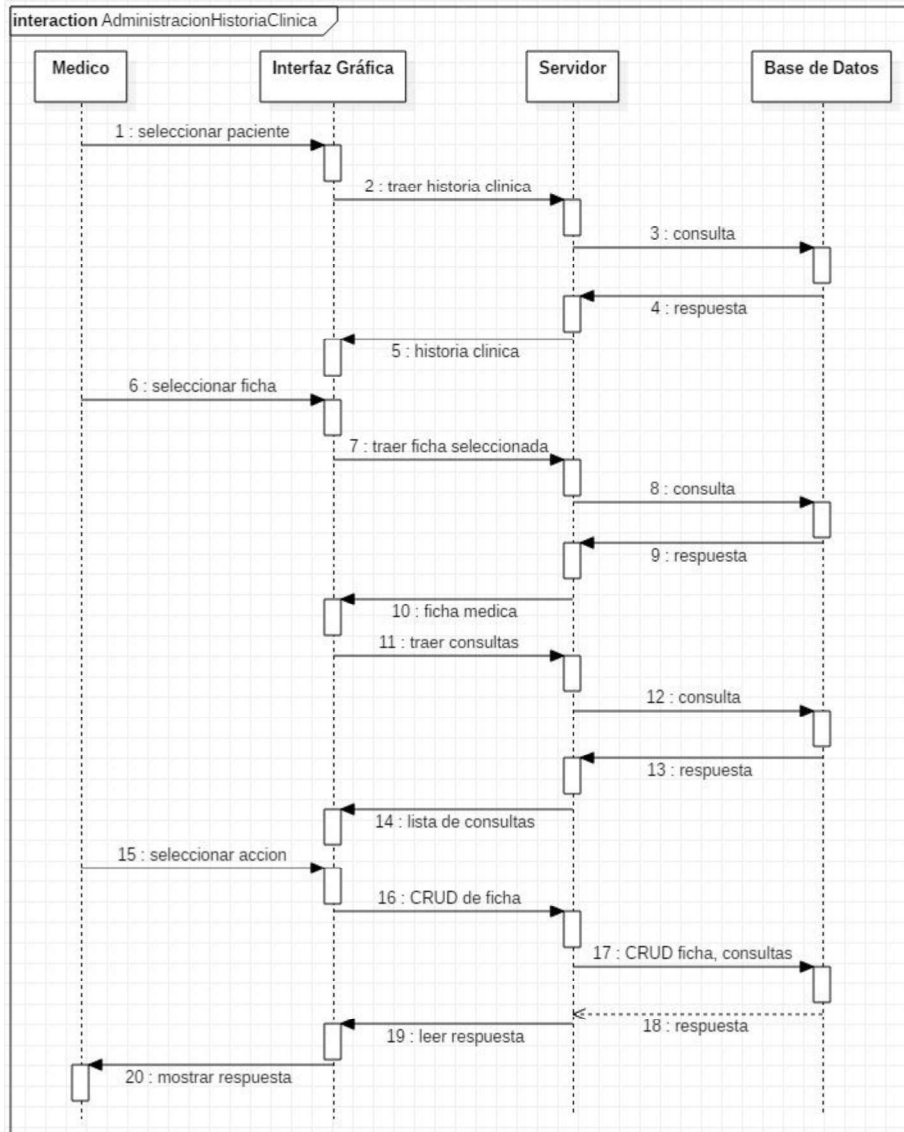 interaction AdministracionHistoriaClinica
Medico
Interfaz Gráfica
Servidor
Base de Datos
1 : seleccionar paciente
2 : traer historia clinica
3 : consulta
4 : respuesta
5 : historia clinica
6 : seleccionar ficha
7 : traer ficha seleccionada
8 : consulta
9 : respuesta
10 : ficha medica
11 : traer consultas
12 : consulta
13 : respuesta
14 : lista de consultas
15 : seleccionar accion
16 : CRUD de ficha
17 : CRUD ficha, consultas
18 : respuesta
19 : leer respuesta
20 : mostrar respuesta